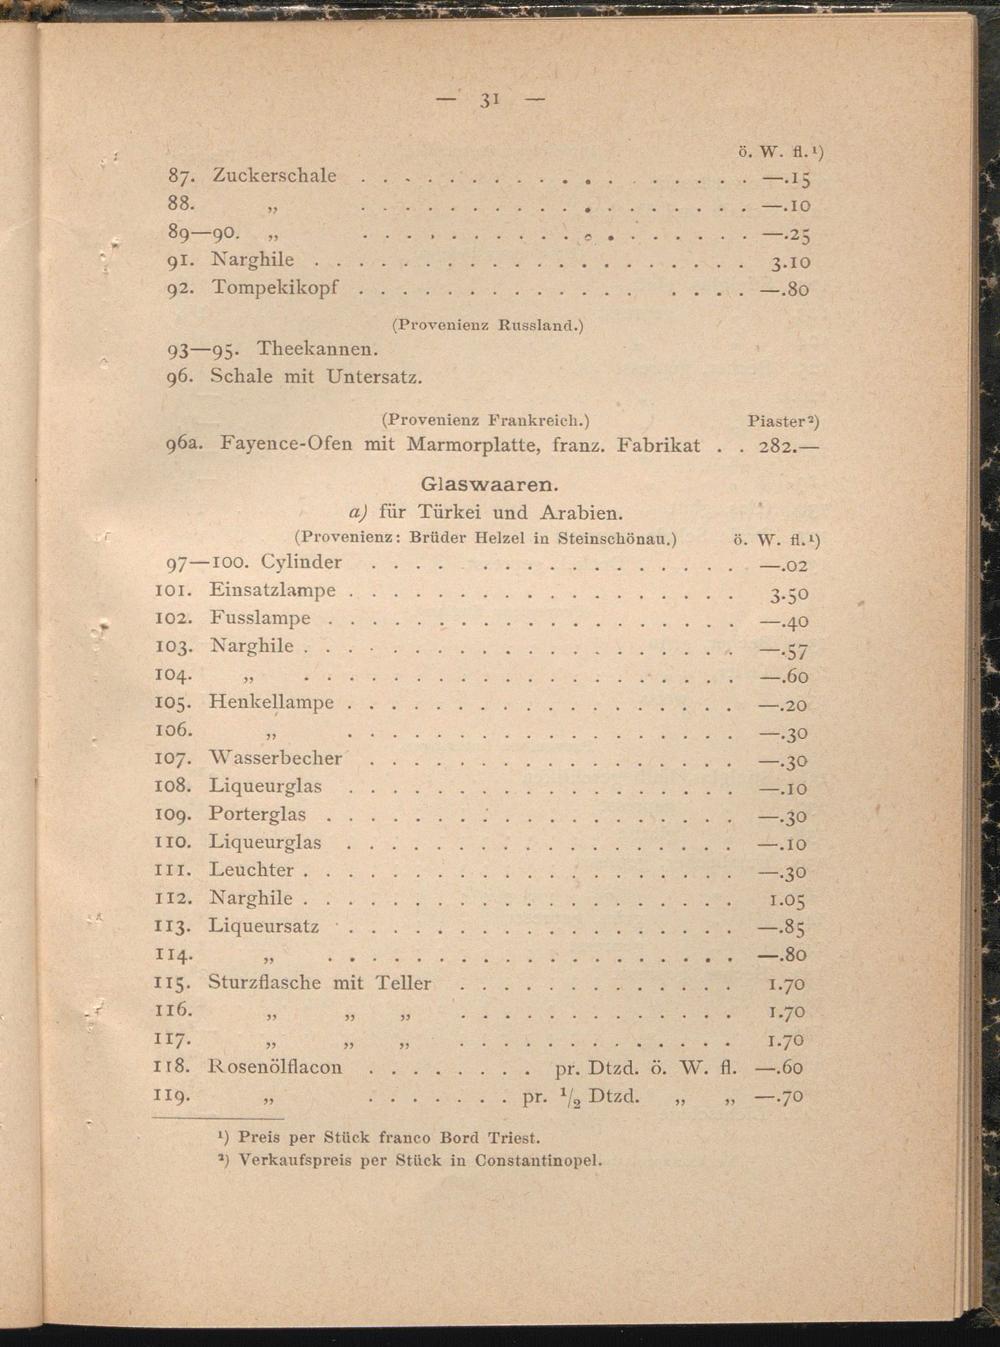 — 31 —
ö. W. fl.¹)
87. Zuckerschale . . . . . . . . . . . . . . . . . —.15
88. „ . . . . . . . . . . . . . . . . . —.10
89—90. „ . . . . . . . . . . . . . . . . . —.25
91. Narghile . . . . . . . . . . . . . . . . . . . . 3.10
92. Tompekikopf . . . . . . . . . . . . . . . . . —.80
(Provenienz Russland.)
93—95. Theekannen.
96. Schale mit Untersatz.
(Provenienz Frankreich.) Piaster²)
96a. Fayence-Ofen mit Marmorplatte, franz. Fabrikat . . 282.—
Glaswaaren.
a) für Türkei und Arabien.
(Provenienz: Brüder Helzel in Steinschönau.) ö. W. fl.¹)
97—100. Cylinder . . . . . . . . . . . . . . . . —.02
101. Einsatzlampe . . . . . . . . . . . . . . . . . . 3.50
102. Fusslampe . . . . . . . . . . . . . . . . . . . —.40
103. Narghile . . . . . . . . . . . . . . . . . . . . —.57
104. „ . . . . . . . . . . . . . . . . . . . . —.60
105. Henkellampe . . . . . . . . . . . . . . . . . . —.20
106. „ . . . . . . . . . . . . . . . . . . —.30
107. Wasserbecher . . . . . . . . . . . . . . . . . —.30
108. Liqueurglas . . . . . . . . . . . . . . . . . . —.10
109. Porterglas . . . . . . . . . . . . . . . . . . . —.30
110. Liqueurglas . . . . . . . . . . . . . . . . . . —.10
111. Leuchter . . . . . . . . . . . . . . . . . . . . —.30
112. Narghile . . . . . . . . . . . . . . . . . . . . 1.05
113. Liqueursatz . . . . . . . . . . . . . . . . . . —.85
114. „ . . . . . . . . . . . . . . . . . . . —.80
115. Sturzflasche mit Teller . . . . . . . . . . . . . 1.70
116. „ „ „ . . . . . . . . . . . . . 1.70
117. „ „ „ . . . . . . . . . . . . . 1.70
118. Rosenölflacon . . . . . . . . pr. Dtzd. ö. W. fl. —.60
119. „ . . . . . . . pr. ½ Dtzd. „ „ —.70
¹) Preis per Stück franco Bord Triest.
²) Verkaufspreis per Stück in Constantinopel.